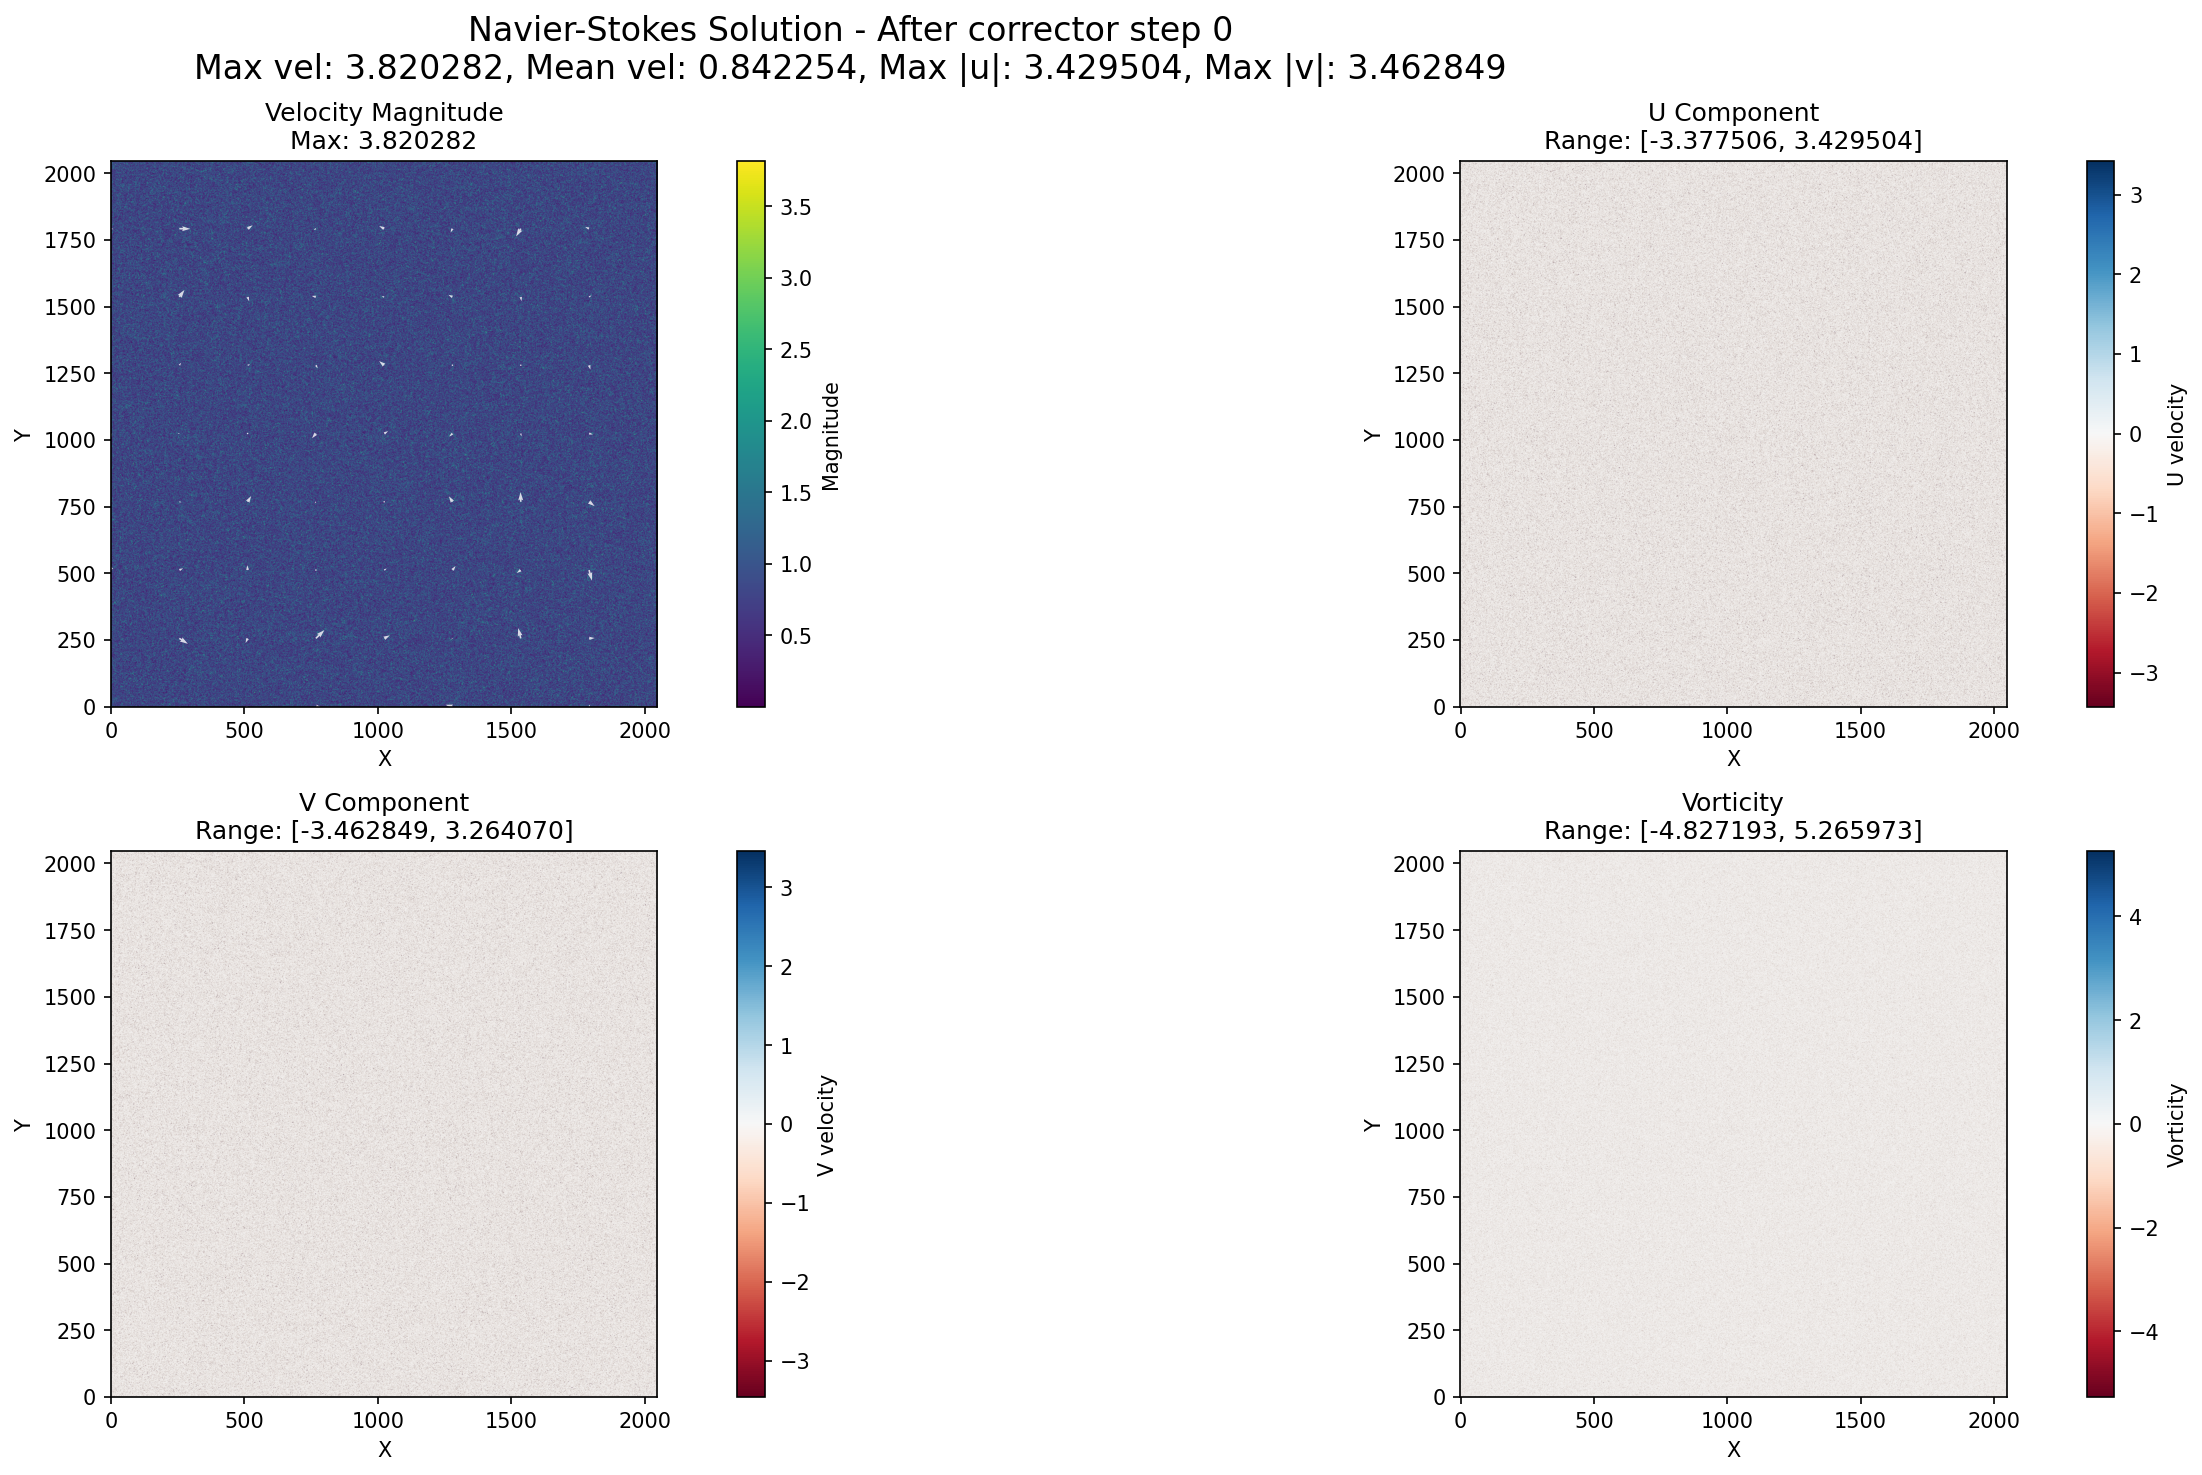 Navier-Stokes Solution - After corrector step 0
Max vel: 3.820282, Mean vel: 0.842254, Max |u|: 3.429504, Max |v|: 3.462849
Velocity Magnitude
Max: 3.820282
2000
1750
1500
1250
1000
750
500
250
0
Y
0 500 1000 1500 2000
X
3.5
3.0
2.5
2.0
1.5
1.0
0.5
Magnitude
U Component
Range: [-3.377506, 3.429504]
2000
1750
1500
1250
1000
750
500
250
0
Y
0 500 1000 1500 2000
X
3
2
1
0
−1
−2
−3
U velocity
V Component
Range: [-3.462849, 3.264070]
2000
1750
1500
1250
1000
750
500
250
0
Y
0 500 1000 1500 2000
X
3
2
1
0
−1
−2
−3
V velocity
Vorticity
Range: [-4.827193, 5.265973]
2000
1750
1500
1250
1000
750
500
250
0
Y
0 500 1000 1500 2000
X
4
2
0
−2
−4
Vorticity